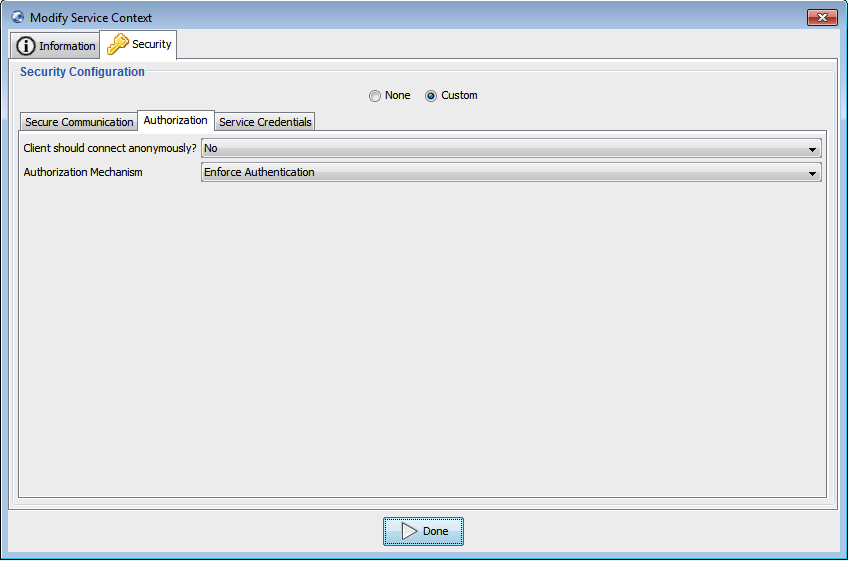 Modify Service Context
Information
Security
Security Configuration
None
Custom
Secure Communication
Authorization
Service Credentials
Client should connect anonymously?
No
Authorization Mechanism
Enforce Authentication
Done